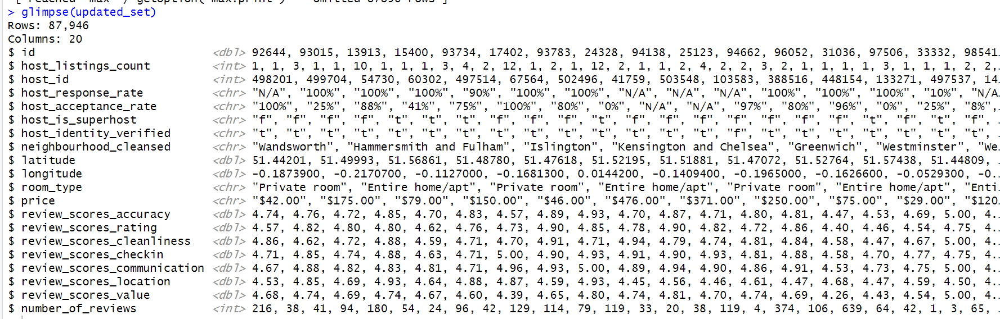 [ reached 'max' / getOption("max.print") -- omitted 87896 rows ]
> glimpse(updated_set)
Rows: 87,946
Columns: 20
$ id <dbl> 92644, 93015, 13913, 15400, 93734, 17402, 93783, 24328, 94138, 25123, 94662, 96052, 31036, 97506, 33332, 98541.
$ host_listings_count <int> 1, 1, 3, 1, 1, 10, 1, 1, 1, 3, 4, 2, 12, 1, 2, 1, 12, 2, 1, 1, 2, 4, 2, 2, 3, 2, 1, 1, 1, 1, 3, 1, 1, 1, 2, 2,.
$ host_id <int> 498201, 499704, 54730, 60302, 497514, 67564, 502496, 41759, 503548, 103583, 388516, 448154, 133271, 497537, 14.
$ host_response_rate <chr> "N/A", "100%", "100%", "100%", "90%", "100%", "100%", "N/A", "N/A", "N/A", "100%", "100%", "100%", "10%", "N/A.
$ host_acceptance_rate <chr> "100%", "25%", "88%", "41%", "75%", "100%", "80%", "0%", "N/A", "N/A", "97%", "80%", "96%", "0%", "25%", "8%",.
$ host_is_superhost <chr> "f", "f", "f", "f", "t", "t", "t", "f", "f", "f", "t", "f", "f", "f", "f", "f", "f", "f", "t", "f", "t", "f", .
$ host_identity_verified <chr> "t", "t", "t", "t", "t", "t", "t", "t", "t", "t", "t", "t", "t", "t", "f", "t", "t", "t", "t", "t", "t", "t", .
$ neighbourhood_cleansed <chr> "Wandsworth", "Hammersmith and Fulham", "Islington", "Kensington and Chelsea", "Greenwich", "Westminster", "We.
$ latitude <dbl> 51.44201, 51.49993, 51.56861, 51.48780, 51.47618, 51.52195, 51.51881, 51.47072, 51.52764, 51.57438, 51.44809, .
$ longitude <dbl> -0.1873900, -0.2170700, -0.1127000, -0.1681300, 0.0144200, -0.1409400, -0.1965000, -0.1626600, -0.0529300, -0..
$ room_type <chr> "Private room", "Entire home/apt", "Private room", "Entire home/apt", "Private room", "Entire home/apt", "Enti.
$ price <chr> "$42.00", "$175.00", "$79.00", "$150.00", "$46.00", "$476.00", "$371.00", "$250.00", "$75.00", "$29.00", "$120.
$ review_scores_accuracy <dbl> 4.74, 4.76, 4.72, 4.85, 4.70, 4.83, 4.57, 4.89, 4.93, 4.70, 4.87, 4.71, 4.80, 4.81, 4.47, 4.53, 4.69, 5.00, 4..
$ review_scores_rating <dbl> 4.57, 4.82, 4.80, 4.80, 4.62, 4.76, 4.73, 4.90, 4.85, 4.78, 4.90, 4.82, 4.72, 4.86, 4.40, 4.46, 4.54, 4.75, 4..
$ review_scores_cleanliness <dbl> 4.86, 4.62, 4.72, 4.88, 4.59, 4.71, 4.70, 4.91, 4.71, 4.94, 4.79, 4.74, 4.81, 4.84, 4.58, 4.47, 4.67, 5.00, 4..
$ review_scores_checkin <dbl> 4.71, 4.85, 4.74, 4.88, 4.63, 4.71, 5.00, 4.90, 4.93, 4.91, 4.90, 4.93, 4.81, 4.88, 4.58, 4.70, 4.77, 4.75, 4..
$ review_scores_communication <dbl> 4.67, 4.88, 4.82, 4.83, 4.81, 4.71, 4.96, 4.93, 5.00, 4.89, 4.94, 4.90, 4.86, 4.91, 4.53, 4.73, 4.75, 5.00, 4..
$ review_scores_location <dbl> 4.53, 4.85, 4.69, 4.93, 4.64, 4.88, 4.87, 4.59, 4.93, 4.45, 4.56, 4.46, 4.61, 4.47, 4.68, 4.47, 4.59, 4.50, 4..
$ review_scores_value <dbl> 4.68, 4.74, 4.69, 4.74, 4.67, 4.60, 4.39, 4.65, 4.80, 4.74, 4.81, 4.70, 4.74, 4.69, 4.26, 4.43, 4.54, 5.00, 4..
$ number_of_reviews <int> 216, 38, 41, 94, 180, 54, 24, 96, 42, 129, 114, 79, 119, 33, 20, 38, 119, 4, 374, 106, 639, 64, 42, 1, 3, 65, .